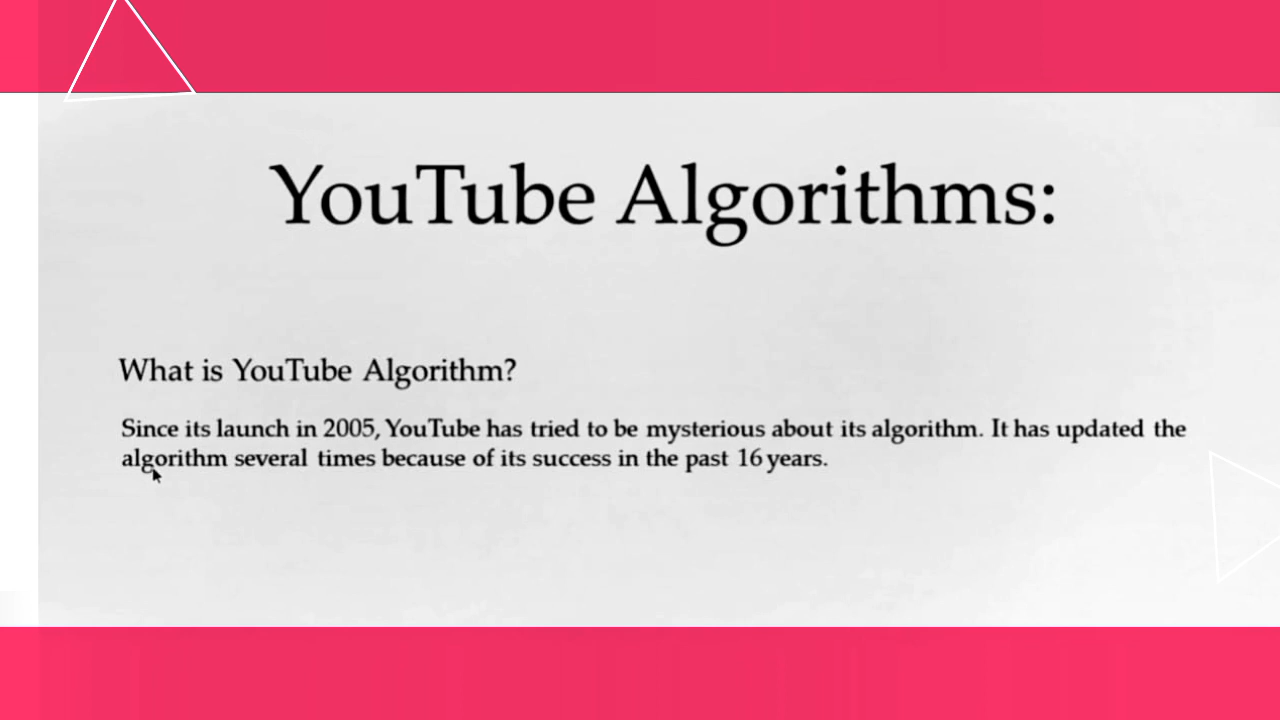 YouTube Algorithms:
What is YouTube Algorithm?
Since its launch in 2005, YouTube has tried to be mysterious about its algorithm. It has updated the
algorithm several times because of its success in the past 16 years.